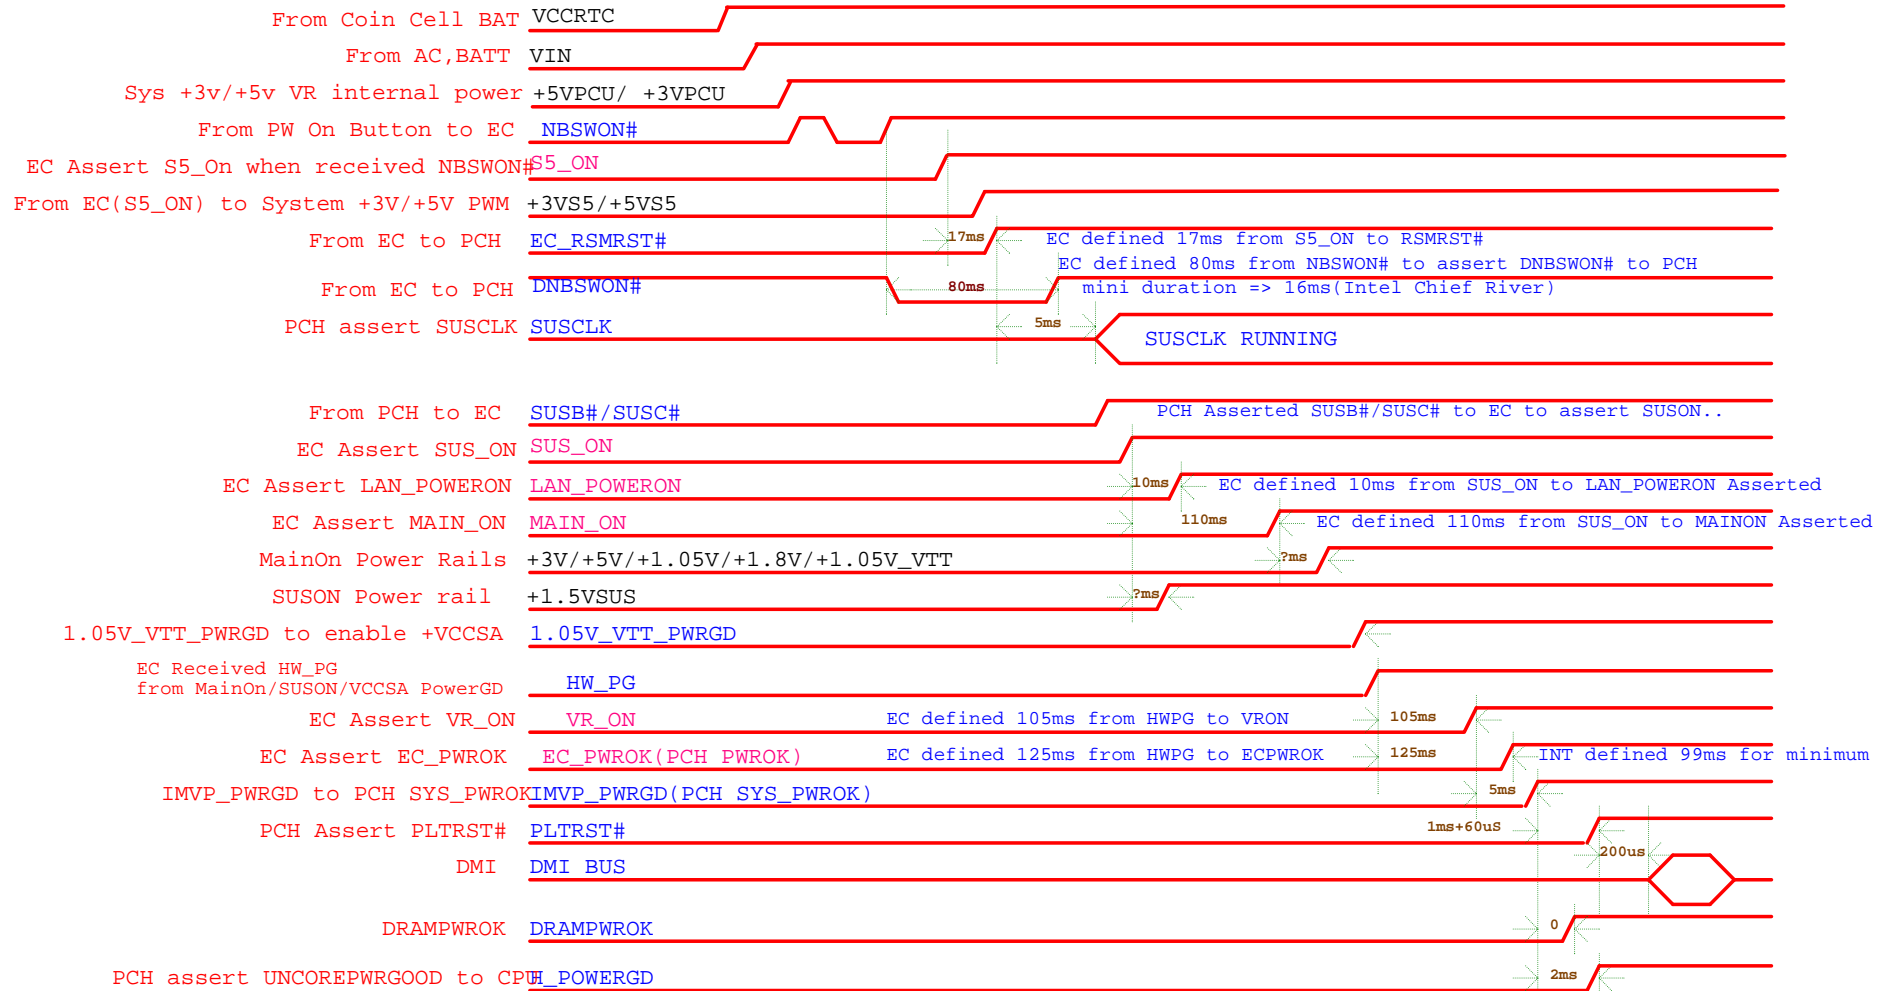 From Coin Cell BAT VCCRTC
From AC,BATT VIN
Sys +3v/+5v VR internal power +5VPCU/ +3VPCU
From PW On Button to EC NBSWON#
EC Assert S5_On when received NBSWON# S5_ON
From EC(S5_ON) to System +3V/+5V PWM +3VS5/+5VS5
From EC to PCH EC_RSMRST# 17ms EC defined 17ms from S5_ON to RSMRST#
EC defined 80ms from NBSWON# to assert DNBSWON# to PCH
From EC to PCH DNBSWON# 80ms mini duration => 16ms(Intel Chief River)
PCH assert SUSCLK SUSCLK 5ms SUSCLK RUNNING
From PCH to EC SUSB#/SUSC# PCH Asserted SUSB#/SUSC# to EC to assert SUSON..
EC Assert SUS_ON SUS_ON
EC Assert LAN_POWERON LAN_POWERON 10ms EC defined 10ms from SUS_ON to LAN_POWERON Asserted
EC Assert MAIN_ON MAIN_ON 110ms EC defined 110ms from SUS_ON to MAINON Asserted
MainOn Power Rails +3V/+5V/+1.05V/+1.8V/+1.05V_VTT ?ms
SUSON Power rail +1.5VSUS ?ms
1.05V_VTT_PWRGD to enable +VCCSA 1.05V_VTT_PWRGD
EC Received HW_PG
from MainOn/SUSON/VCCSA PowerGD HW_PG
EC Assert VR_ON VR_ON EC defined 105ms from HWPG to VRON 105ms
EC Assert EC_PWROK EC_PWROK(PCH PWROK) EC defined 125ms from HWPG to ECPWROK 125ms INT defined 99ms for minimum
IMVP_PWRGD to PCH SYS_PWROK IMVP_PWRGD(PCH SYS_PWROK) 5ms
PCH Assert PLTRST# PLTRST# 1ms+60uS
DMI DMI BUS 200us
DRAMPWROK DRAMPWROK 0
PCH assert UNCOREPWRGOOD to CPU H_POWERGD 2ms